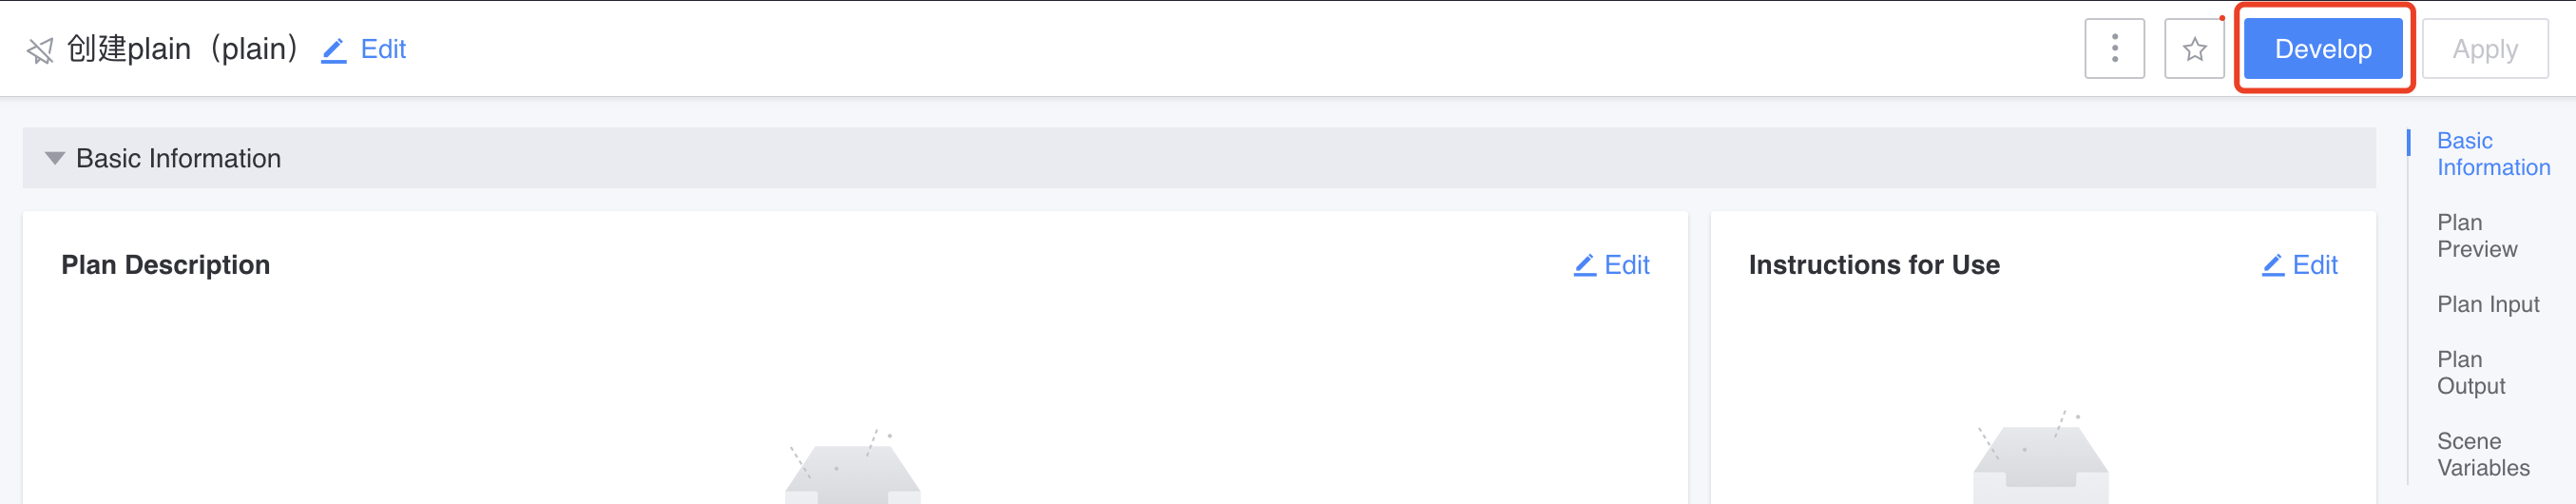 创建plain（plain） Edit
Develop
Apply
Basic Information
Plan Description
Edit
Instructions for Use
Edit
Basic
Information
Plan
Preview
Plan Input
Plan
Output
Scene
Variables